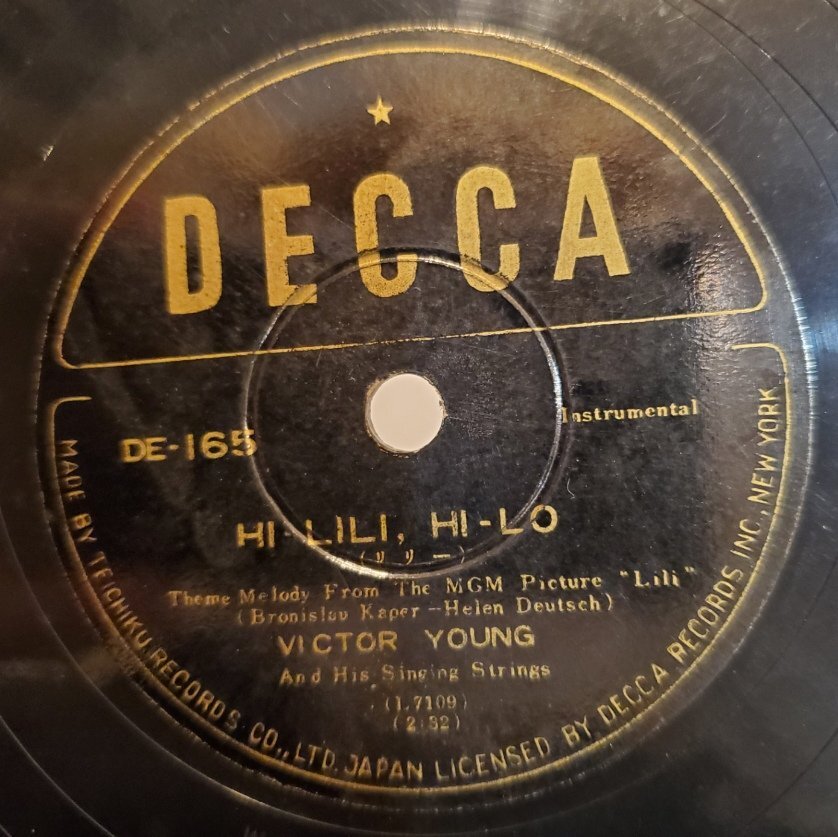 DECCA
Instrumental
DE-165
HI-LILI, HI-LO
(リリー)
Theme Melody From The MGM Picture "Lili"
(Bronislau Kaper-Helen Deutsch)
VICTOR YOUNG
And His Singing Strings
(L7109)
(2:32)
MADE BY TEICHIKU RECORDS CO., LTD. JAPAN LICENSED BY DECCA RECORDS INC., NEW YORK